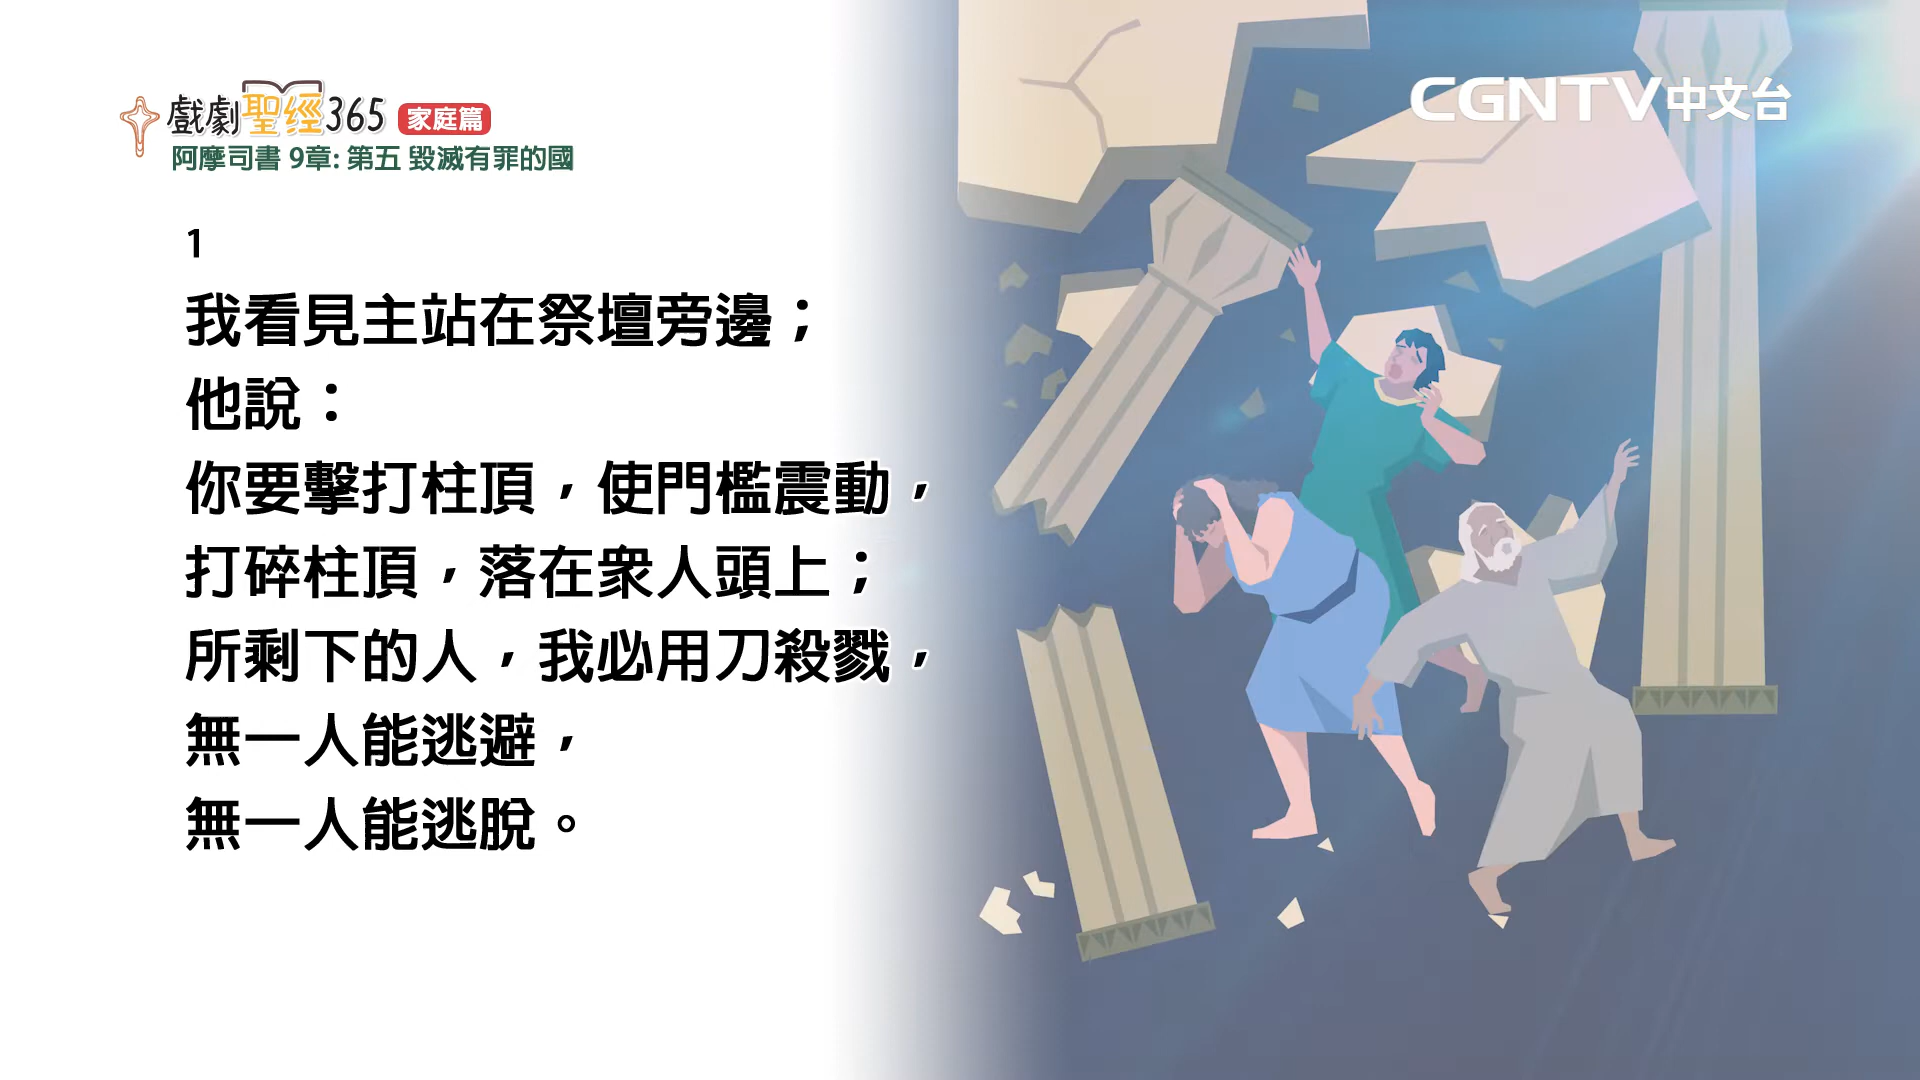 戲劇聖經365 家庭篇
CGNTV中文台
阿摩司書 9章: 第五 毀滅有罪的國
1
我看見主站在祭壇旁邊；
他說：
你要擊打柱頂，使門檻震動，
打碎柱頂，落在衆人頭上；
所剩下的人，我必用刀殺戮，
無一人能逃避，
無一人能逃脫。